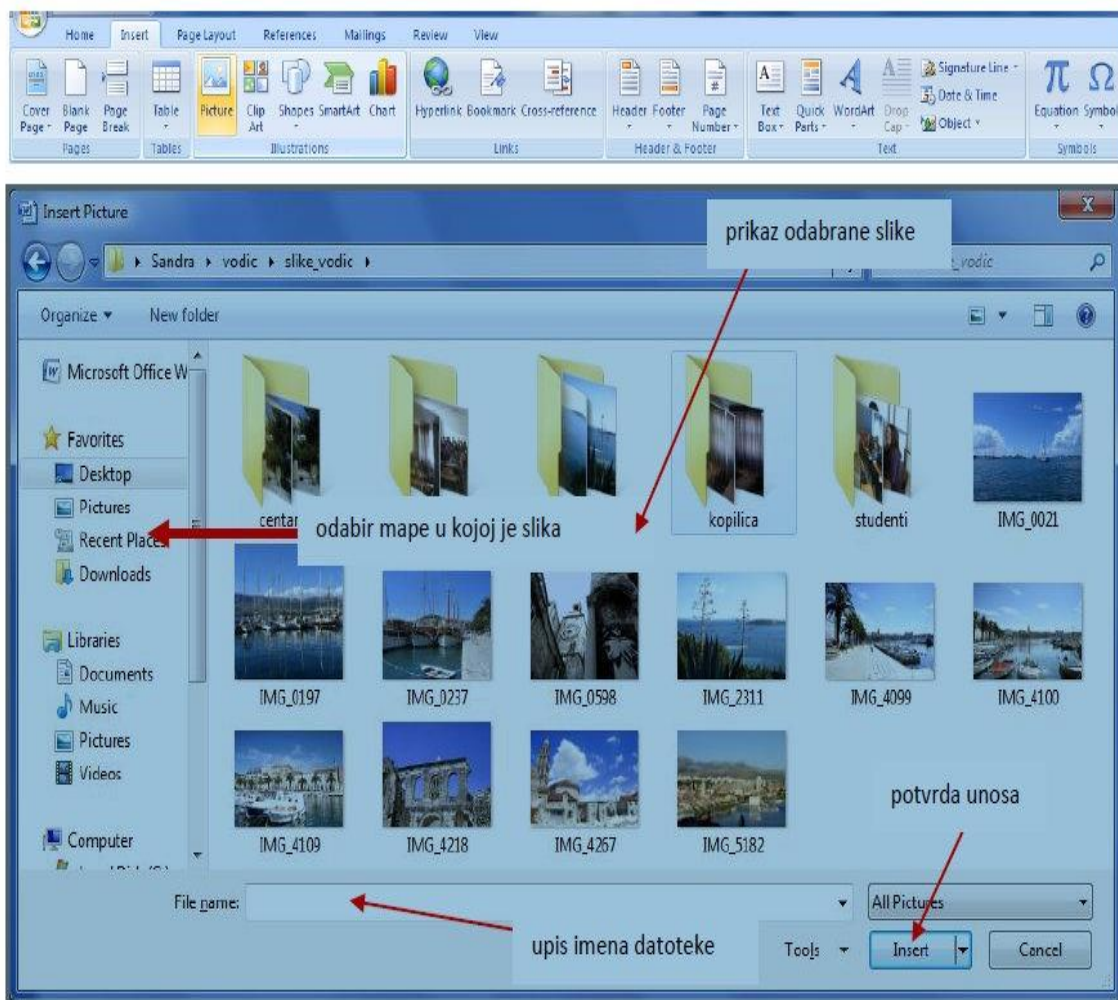 Home Insert Page Layout References Mailings Review View
Cover Page
Blank Page
Page Break
Table
Picture
Clip Art
Shapes
SmartArt
Chart
Hyperlink
Bookmark
Cross-reference
Header
Footer
Page Number
Text Box
Quick Parts
WordArt
Drop Cap
Signature Line
Date & Time
Object
Equation
Symbol
Pages Tables Illustrations Links Header & Footer Text Symbols
Insert Picture
prikaz odabrane slike
Sandra vodic slike_vodic
_vodic
Organize New folder
Microsoft Office W
Favorites
Desktop
Pictures
Recent Places
Downloads
Libraries
Documents
Music
Pictures
Videos
Computer
centar
odabir mape u kojoj je slika
kopilica
studenti
IMG_0021
IMG_0197 IMG_0237 IMG_0598 IMG_2311 IMG_4099 IMG_4100
IMG_4109 IMG_4218 IMG_4267 IMG_5182
potvrda unosa
File name:
All Pictures
upis imena datoteke
Tools Insert Cancel